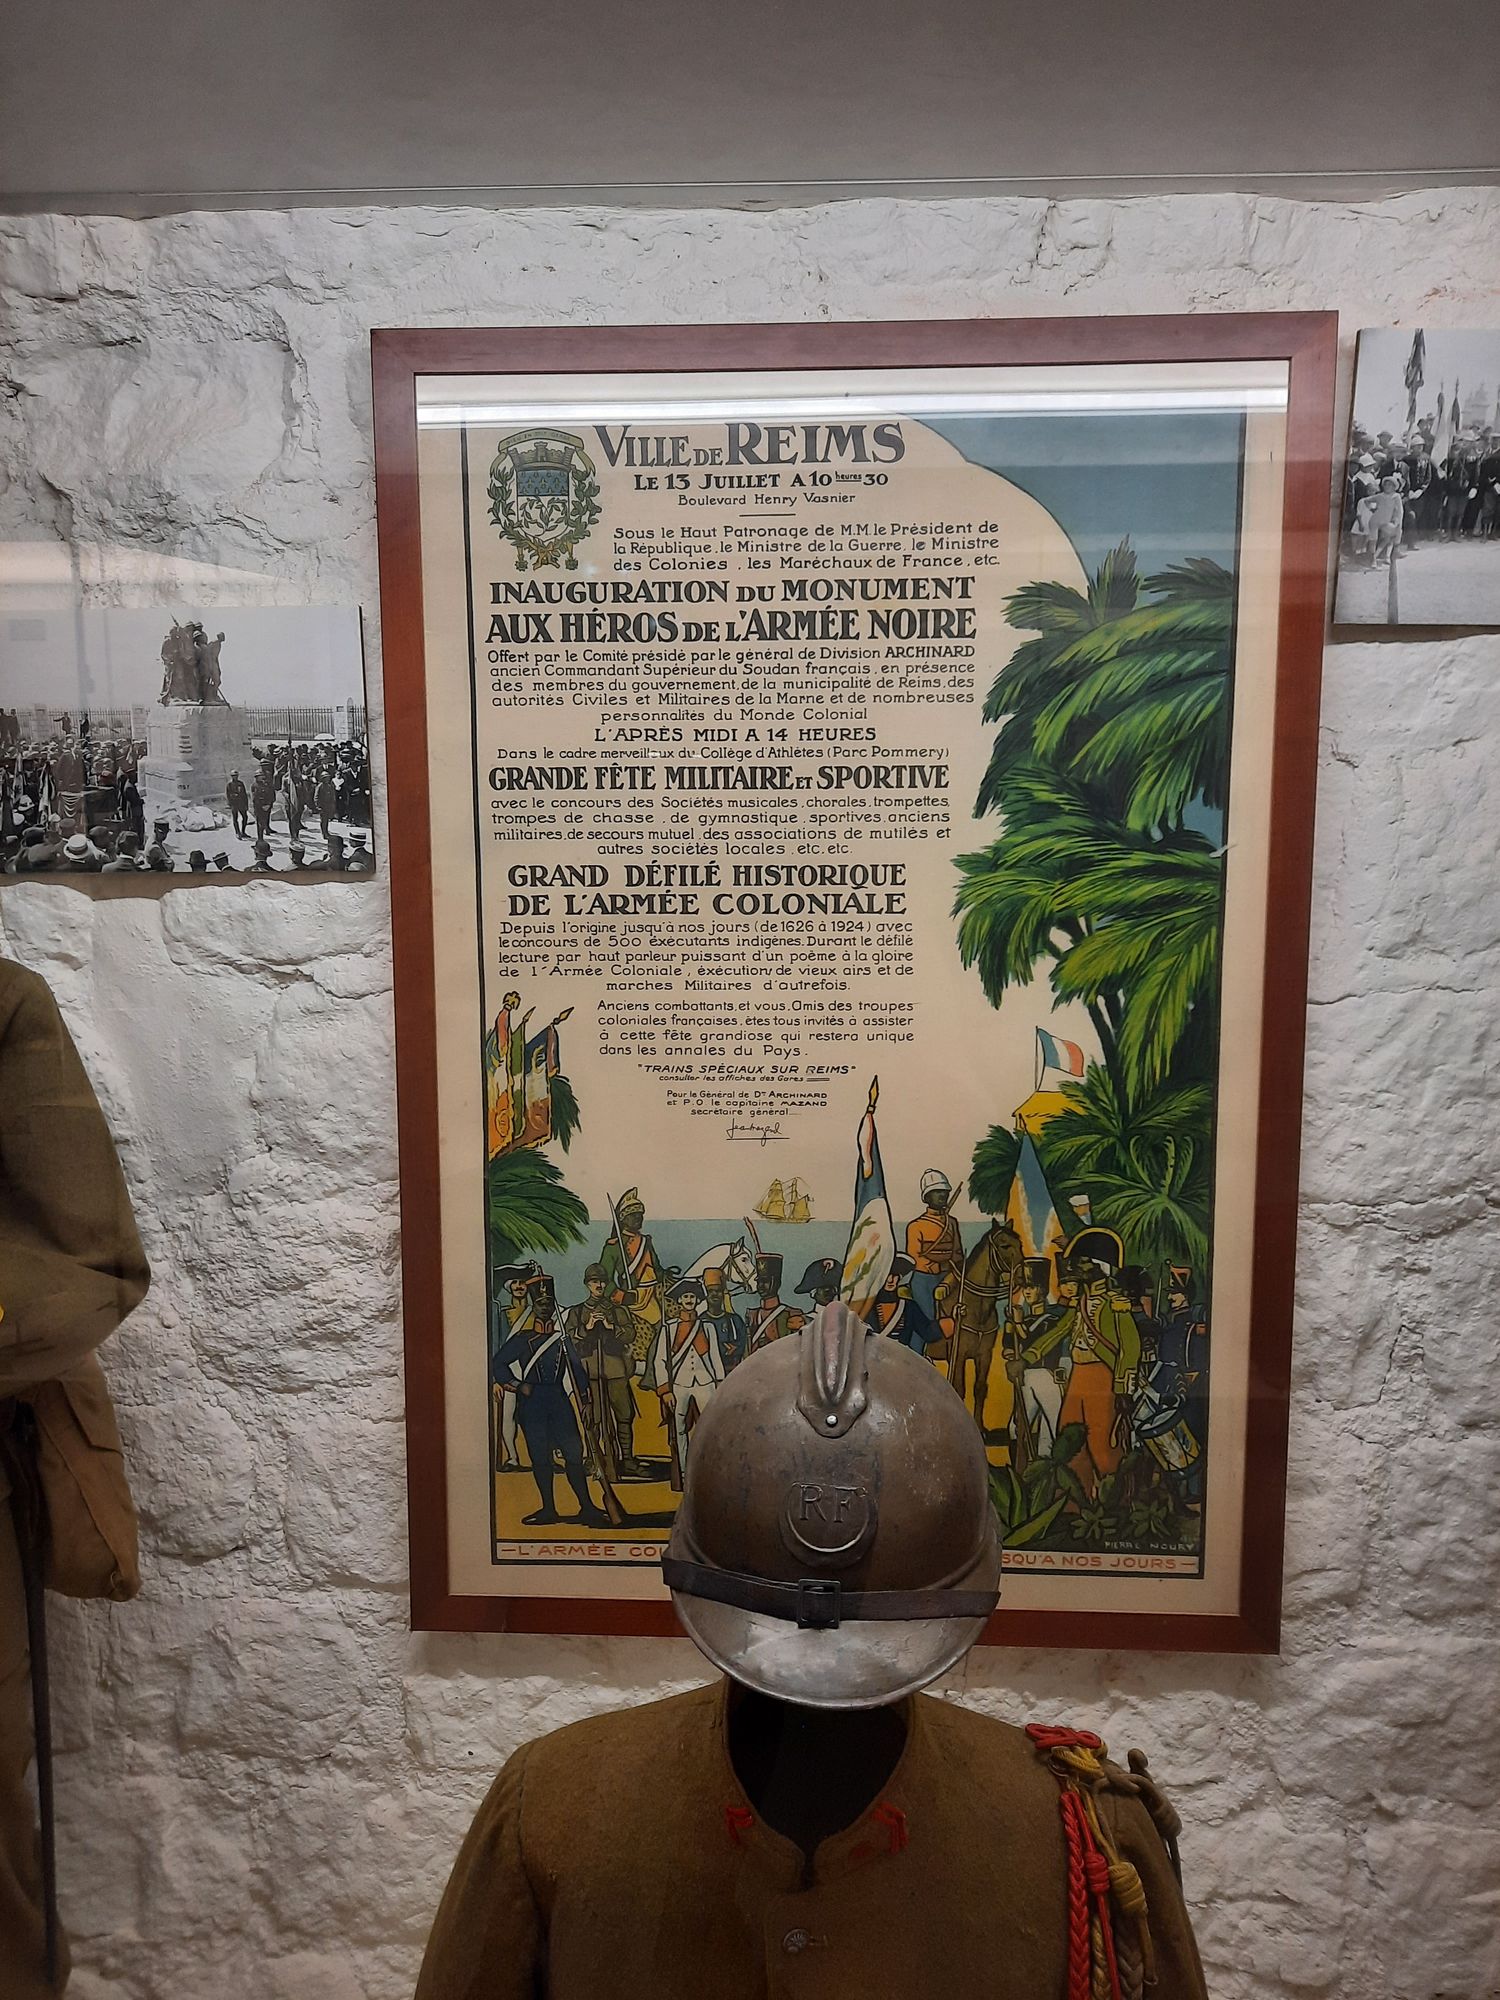 VILLE DE REIMS
LE 13 JUILLET A 10 heures 30
Boulevard Henry Vasnier
Sous le Haut Patronage de M.M. le Président de
la République, le Ministre de la Guerre, le Ministre
des Colonies, les Maréchaux de France, etc.
INAUGURATION DU MONUMENT
AUX HÉROS DE L'ARMÉE NOIRE
Offert par le Comité présidé par le général de Division ARCHINARD
ancien Commandant Supérieur du Soudan français, en présence
des membres du gouvernement, de la municipalité de Reims, des
autorités Civiles et Militaires de la Marne et de nombreuses
personnalités du Monde Colonial
L'APRÈS MIDI A 14 HEURES
Dans le cadre merveilleux du Collège d'Athlètes (Parc Pommery)
GRANDE FÊTE MILITAIRE ET SPORTIVE
avec le concours des Sociétés musicales, chorales, trompettes,
trompes de chasse, de gymnastique, sportives, anciens
militaires, de secours mutuel, des associations de mutilés et
autres sociétés locales, etc. etc.
GRAND DÉFILÉ HISTORIQUE
DE L'ARMÉE COLONIALE
Depuis l'origine jusqu'à nos jours (de 1626 à 1924) avec
le concours de 500 exécutants indigènes. Durant le défilé
lecture par haut parleur puissant d'un poème à la gloire
de l'Armée Coloniale, éxécution de vieux airs et de
marches Militaires d'autrefois.
Anciens combattants, et vous, Amis des troupes
coloniales françaises, êtes tous invités à assister
à cette fête grandiose qui restera unique
dans les annales du Pays.
"TRAINS SPÉCIAUX SUR REIMS"
consulter les affiches des Gares
Pour le Général de Dᴼᴺ ARCHINARD
et P.O le capitaine MAZAND
secrétaire général
PIERRE NOURY
L'ARMÉE CO
SQU'A NOS JOURS
RF